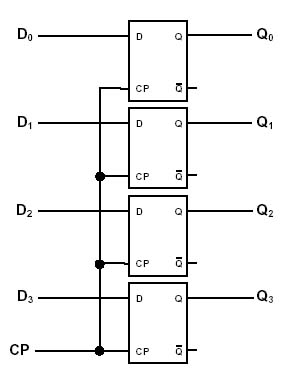 D0 D Q Q0
CP Q̅
D1 D Q Q1
CP Q̅
D2 D Q Q2
CP Q̅
D3 D Q Q3
CP CP Q̅